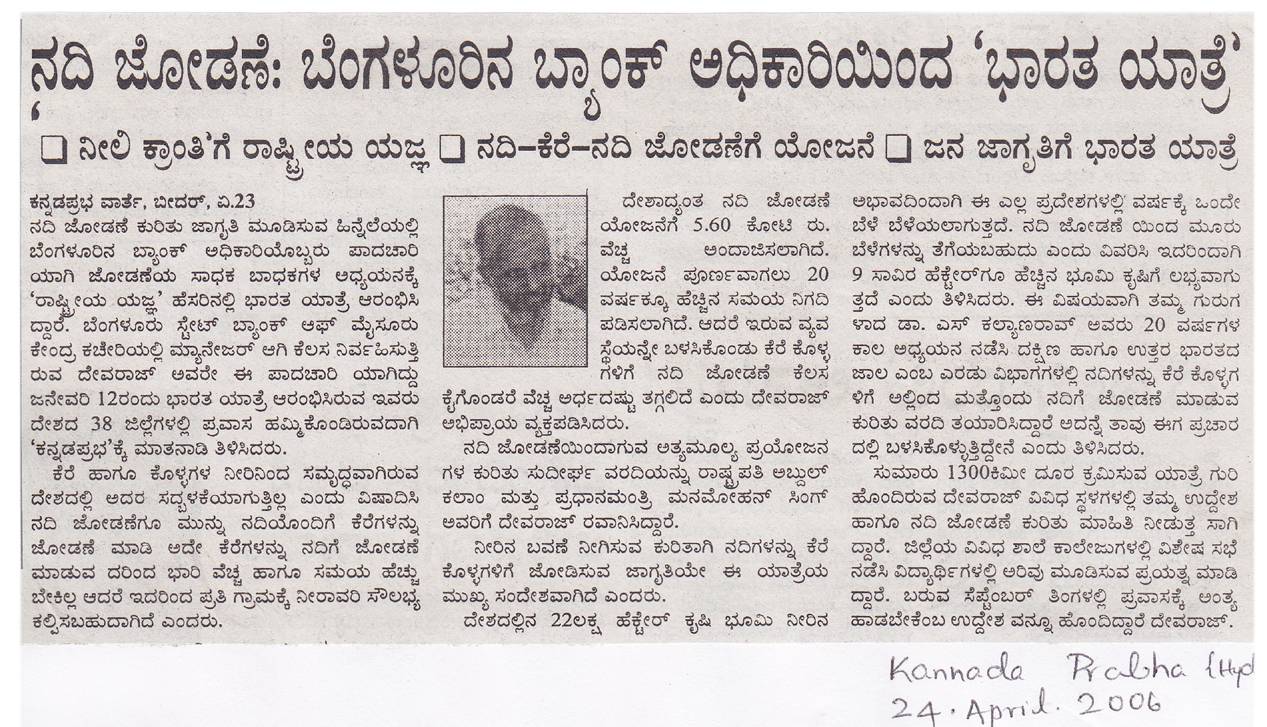 ನದಿ ಜೋಡಣೆ: ಬೆಂಗಳೂರಿನ ಬ್ಯಾಂಕ್ ಅಧಿಕಾರಿಯಿಂದ ‘ಭಾರತ ಯಾತ್ರೆ’
‘
□ ನೀಲಿ ಕ್ರಾಂತಿ’ಗೆ ರಾಷ್ಟ್ರೀಯ ಯಜ್ಞ □ ನದಿ–ಕೆರೆ–ನದಿ ಜೋಡಣೆಗೆ ಯೋಜನೆ □ ಜನ ಜಾಗೃತಿಗೆ ಭಾರತ ಯಾತ್ರೆ
ಕನ್ನಡಪ್ರಭ ವಾರ್ತೆ, ಬೀದರ್, ಏ.23
ನದಿ ಜೋಡಣೆ ಕುರಿತು ಜಾಗೃತಿ ಮೂಡಿಸುವ ಹಿನ್ನೆಲೆಯಲ್ಲಿ
ಬೆಂಗಳೂರಿನ ಬ್ಯಾಂಕ್ ಅಧಿಕಾರಿಯೊಬ್ಬರು ಪಾದಚಾರಿ
ಯಾಗಿ ಜೋಡಣೆಯ ಸಾಧಕ ಬಾಧಕಗಳ ಅಧ್ಯಯನಕ್ಕೆ
‘ರಾಷ್ಟ್ರೀಯ ಯಜ್ಞ’ ಹೆಸರಿನಲ್ಲಿ ಭಾರತ ಯಾತ್ರೆ ಆರಂಭಿಸಿ
ದ್ದಾರೆ. ಬೆಂಗಳೂರು ಸ್ಟೇಟ್ ಬ್ಯಾಂಕ್ ಆಫ್ ಮೈಸೂರು
ಕೇಂದ್ರ ಕಚೇರಿಯಲ್ಲಿ ಮ್ಯಾನೇಜರ್ ಆಗಿ ಕೆಲಸ ನಿರ್ವಹಿಸುತ್ತಿ
ರುವ ದೇವರಾಜ್ ಅವರೇ ಈ ಪಾದಚಾರಿ ಯಾಗಿದ್ದು
ಜನೇವರಿ 12ರಂದು ಭಾರತ ಯಾತ್ರೆ ಆರಂಭಿಸಿರುವ ಇವರು
ದೇಶದ 38 ಜಿಲ್ಲೆಗಳಲ್ಲಿ ಪ್ರವಾಸ ಹಮ್ಮಿಕೊಂಡಿರುವದಾಗಿ
‘ಕನ್ನಡಪ್ರಭ’ಕ್ಕೆ ಮಾತನಾಡಿ ತಿಳಿಸಿದರು.
ಕೆರೆ ಹಾಗೂ ಕೊಳ್ಳಗಳ ನೀರಿನಿಂದ ಸಮೃಧ್ಧವಾಗಿರುವ
ದೇಶದಲ್ಲಿ ಅದರ ಸದ್ಬಳಕೆಯಾಗುತ್ತಿಲ್ಲ ಎಂದು ವಿಷಾದಿಸಿ
ನದಿ ಜೋಡಣೆಗೂ ಮುನ್ನು ನದಿಯೊಂದಿಗೆ ಕೆರೆಗಳನ್ನು
ಜೋಡಣೆ ಮಾಡಿ ಅದೇ ಕೆರೆಗಳನ್ನು ನದಿಗೆ ಜೋಡಣೆ
ಮಾಡುವ ದರಿಂದ ಭಾರಿ ವೆಚ್ಚ ಹಾಗೂ ಸಮಯ ಹೆಚ್ಚು
ಬೇಕಿಲ್ಲ ಆದರೆ ಇದರಿಂದ ಪ್ರತಿ ಗ್ರಾಮಕ್ಕೆ ನೀರಾವರಿ ಸೌಲಭ್ಯ
ಕಲ್ಪಿಸಬಹುದಾಗಿದೆ ಎಂದರು.
ದೇಶಾದ್ಯಂತ ನದಿ ಜೋಡಣೆ
ಯೋಜನೆಗೆ 5.60 ಕೋಟಿ ರು.
ವೆಚ್ಚ ಅಂದಾಜಿಸಲಾಗಿದೆ.
ಯೋಜನೆ ಪೂರ್ಣವಾಗಲು 20
ವರ್ಷಕ್ಕೂ ಹೆಚ್ಚಿನ ಸಮಯ ನಿಗದಿ
ಪಡಿಸಲಾಗಿದೆ. ಆದರೆ ಇರುವ ವ್ಯವ
ಸ್ಥೆಯನ್ನೇ ಬಳಸಿಕೊಂಡು ಕೆರೆ ಕೊಳ್ಳ
ಗಳಿಗೆ ನದಿ ಜೋಡಣೆ ಕೆಲಸ
ಕೈಗೊಂಡರೆ ವೆಚ್ಚ ಅರ್ಧದಷ್ಟು ತಗ್ಗಲಿದೆ ಎಂದು ದೇವರಾಜ್
ಅಭಿಪ್ರಾಯ ವ್ಯಕ್ತಪಡಿಸಿದರು.
ನದಿ ಜೋಡಣೆಯಿಂದಾಗುವ ಅತ್ಯಮೂಲ್ಯ ಪ್ರಯೋಜನ
ಗಳ ಕುರಿತು ಸುದೀರ್ಘ ವರದಿಯನ್ನು ರಾಷ್ಟ್ರಪತಿ ಅಬ್ದುಲ್
ಕಲಾಂ ಮತ್ತು ಪ್ರಧಾನಮಂತ್ರಿ ಮನಮೋಹನ್ ಸಿಂಗ್
ಅವರಿಗೆ ದೇವರಾಜ್ ರವಾನಿಸಿದ್ದಾರೆ.
ನೀರಿನ ಬವಣೆ ನೀಗಿಸುವ ಕುರಿತಾಗಿ ನದಿಗಳನ್ನು ಕೆರೆ
ಕೊಳ್ಳಗಳಿಗೆ ಜೋಡಿಸುವ ಜಾಗೃತಿಯೇ ಈ ಯಾತ್ರೆಯ
ಮುಖ್ಯ ಸಂದೇಶವಾಗಿದೆ ಎಂದರು.
ದೇಶದಲ್ಲಿನ 22ಲಕ್ಷ ಹೆಕ್ಟೇರ್ ಕೃಷಿ ಭೂಮಿ ನೀರಿನ
ಅಭಾವದಿಂದಾಗಿ ಈ ಎಲ್ಲ ಪ್ರದೇಶಗಳಲ್ಲಿ ವರ್ಷಕ್ಕೆ ಒಂದೇ
ಬೆಳೆ ಬೆಳೆಯಲಾಗುತ್ತದೆ. ನದಿ ಜೋಡಣೆ ಯಿಂದ ಮೂರು
ಬೆಳೆಗಳನ್ನು ತೆಗೆಯಬಹುದು ಎಂದು ವಿವರಿಸಿ ಇದರಿಂದಾಗಿ
9 ಸಾವಿರ ಹೆಕ್ಟೇರ್‌ಗೂ ಹೆಚ್ಚಿನ ಭೂಮಿ ಕೃಷಿಗೆ ಲಭ್ಯವಾಗು
ತ್ತದೆ ಎಂದು ತಿಳಿಸಿದರು. ಈ ವಿಷಯವಾಗಿ ತಮ್ಮ ಗುರುಗ
ಳಾದ ಡಾ. ಎಸ್ ಕಲ್ಯಾಣರಾವ್ ಅವರು 20 ವರ್ಷಗಳ
ಕಾಲ ಅಧ್ಯಯನ ನಡೆಸಿ ದಕ್ಷಿಣ ಹಾಗೂ ಉತ್ತರ ಭಾರತದ
ಜಾಲ ಎಂಬ ಎರಡು ವಿಭಾಗಗಳಲ್ಲಿ ನದಿಗಳನ್ನು ಕೆರೆ ಕೊಳ್ಳಗ
ಳಿಗೆ ಅಲ್ಲಿಂದ ಮತ್ತೊಂದು ನದಿಗೆ ಜೋಡಣೆ ಮಾಡುವ
ಕುರಿತು ವರದಿ ತಯಾರಿಸಿದ್ದಾರೆ ಅದನ್ನೆ ತಾವು ಈಗ ಪ್ರಚಾರ
ದಲ್ಲಿ ಬಳಸಿಕೊಳ್ಳುತ್ತಿದ್ದೇನೆ ಎಂದು ತಿಳಿಸಿದರು.
ಸುಮಾರು 1300ಕಿಮೀ ದೂರ ಕ್ರಮಿಸುವ ಯಾತ್ರೆ ಗುರಿ
ಹೊಂದಿರುವ ದೇವರಾಜ್ ವಿವಿಧ ಸ್ಥಳಗಳಲ್ಲಿ ತಮ್ಮ ಉದ್ದೇಶ
ಹಾಗೂ ನದಿ ಜೋಡಣೆ ಕುರಿತು ಮಾಹಿತಿ ನೀಡುತ್ತ ಸಾಗಿ
ದ್ದಾರೆ. ಜಿಲ್ಲೆಯ ವಿವಿಧ ಶಾಲೆ ಕಾಲೇಜುಗಳಲ್ಲಿ ವಿಶೇಷ ಸಭೆ
ನಡೆಸಿ ವಿದ್ಯಾರ್ಥಿಗಳಲ್ಲಿ ಅರಿವು ಮೂಡಿಸುವ ಪ್ರಯತ್ನ ಮಾಡಿ
ದ್ದಾರೆ. ಬರುವ ಸೆಪ್ಟೆಂಬರ್ ತಿಂಗಳಲ್ಲಿ ಪ್ರವಾಸಕ್ಕೆ ಅಂತ್ಯ
ಹಾಡಬೇಕೆಂಬ ಉದ್ದೇಶ ವನ್ನೂ ಹೊಂದಿದ್ದಾರೆ ದೇವರಾಜ್.
Kannada Prabha (Hyd
24. April. 2006